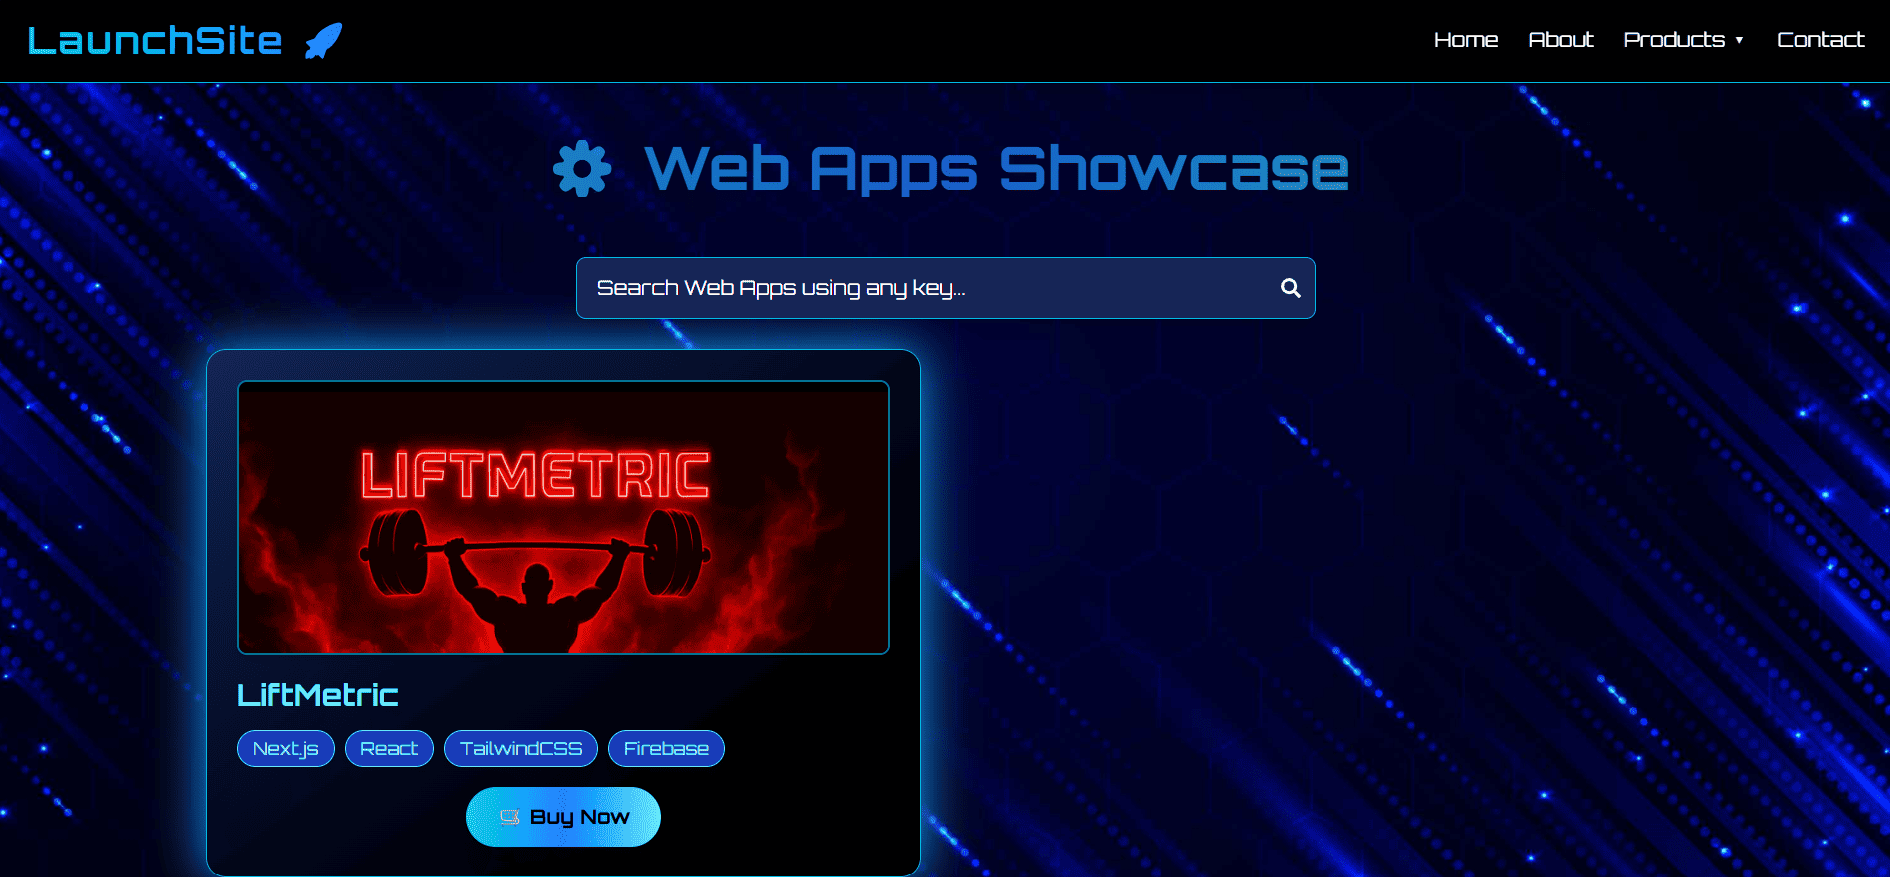 LaunchSite
Home About Products ▼ Contact
Web Apps Showcase
Search Web Apps using any key...
LIFTMETRIC
LiftMetric
Next.js React TailwindCSS Firebase
Buy Now